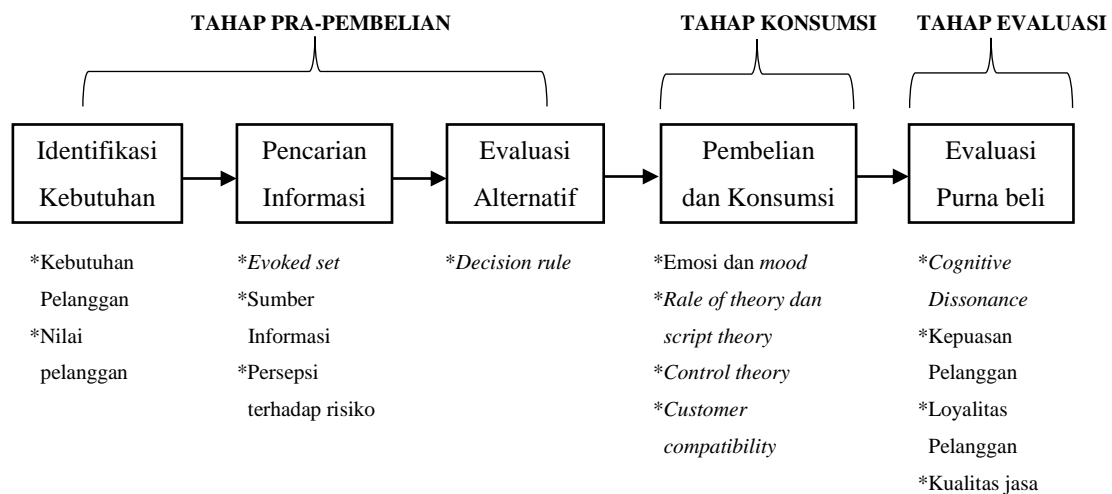 TAHAP PRA-PEMBELIAN
TAHAP KONSUMSI
TAHAP EVALUASI
Identifikasi
Kebutuhan
Pencarian
Informasi
Evaluasi
Alternatif
Pembelian
dan Konsumsi
Evaluasi
Purna beli
*Kebutuhan
Pelanggan
*Nilai
pelanggan
*Evoked set
*Sumber
Informasi
*Persepsi
terhadap risiko
*Decision rule
*Emosi dan mood
*Rale of theory dan
script theory
*Control theory
*Customer
compatibility
*Cognitive
Dissonance
*Kepuasan
Pelanggan
*Loyalitas
Pelanggan
*Kualitas jasa